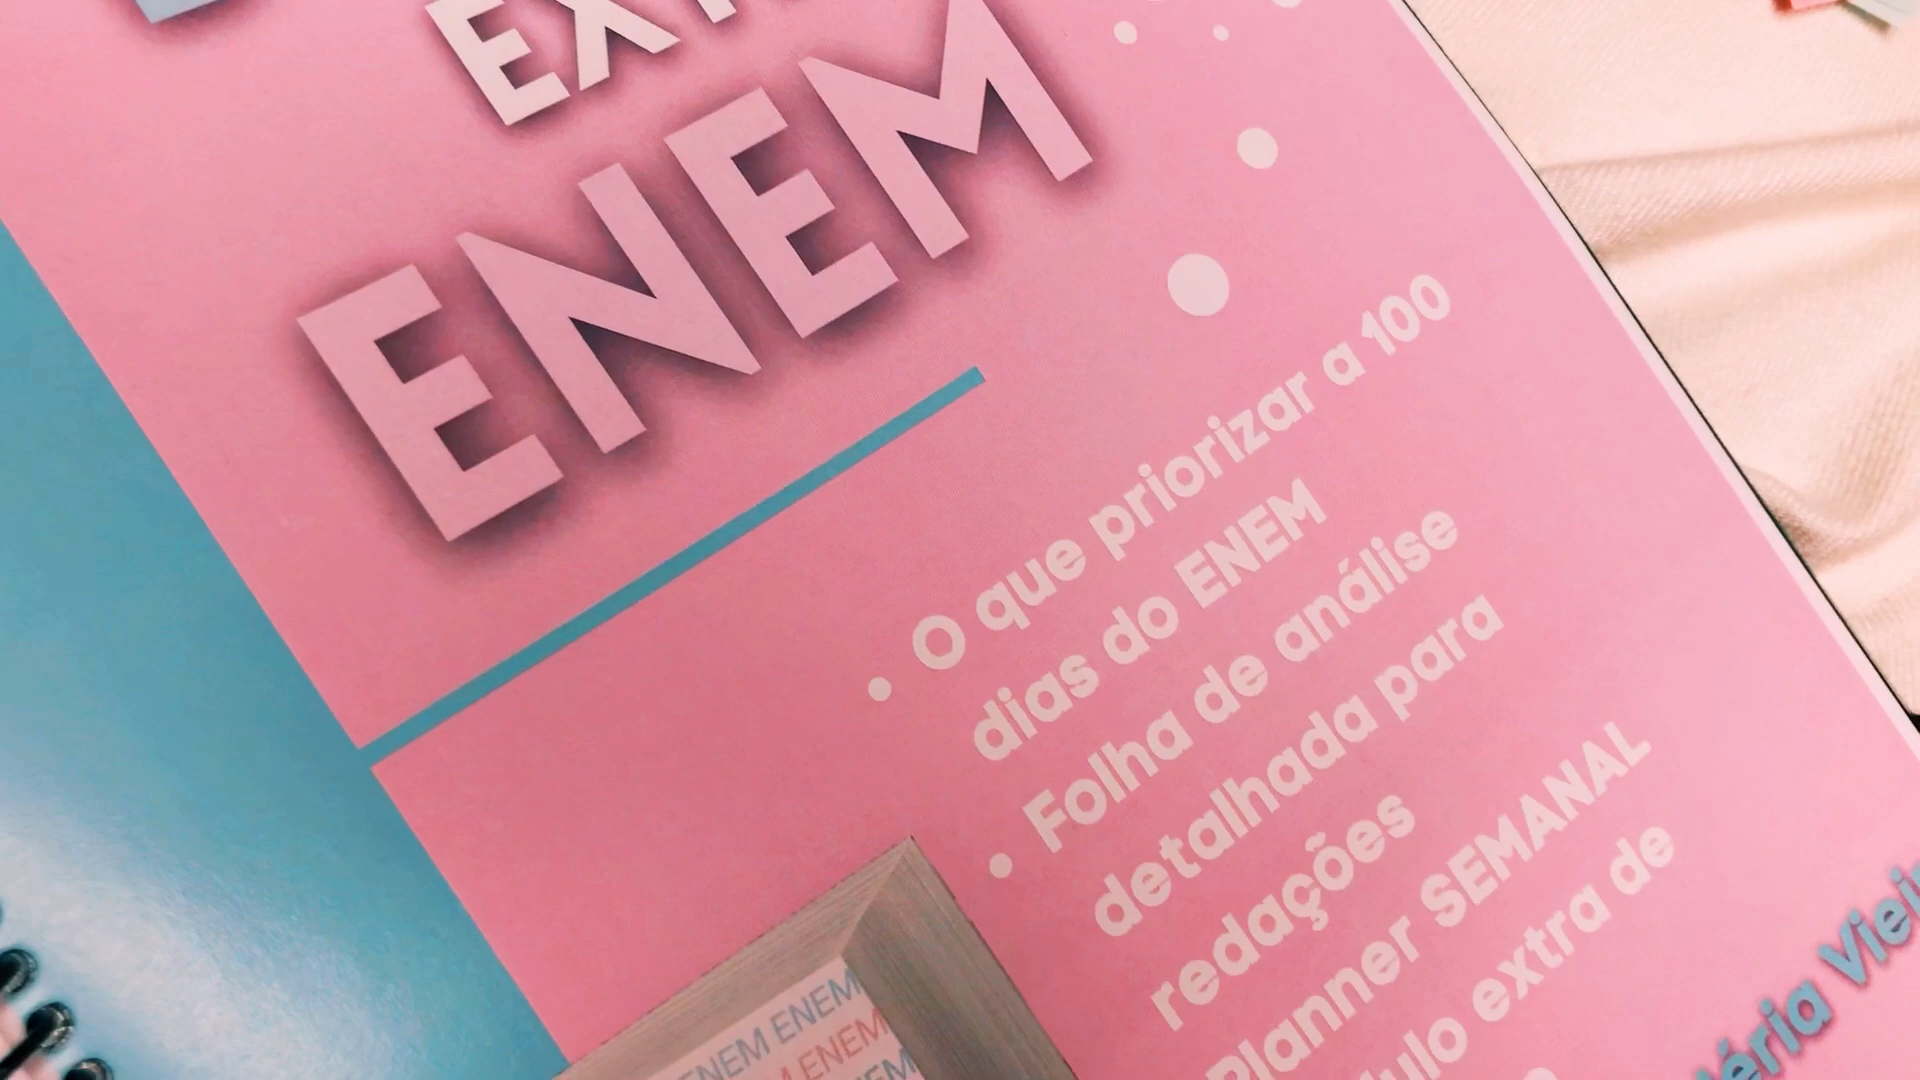 ENEM
O que priorizar a 100
dias do ENEM
Folha de análise
detalhada para
redações
Planner SEMANAL
extra de
ENEM ENEM
ENEM